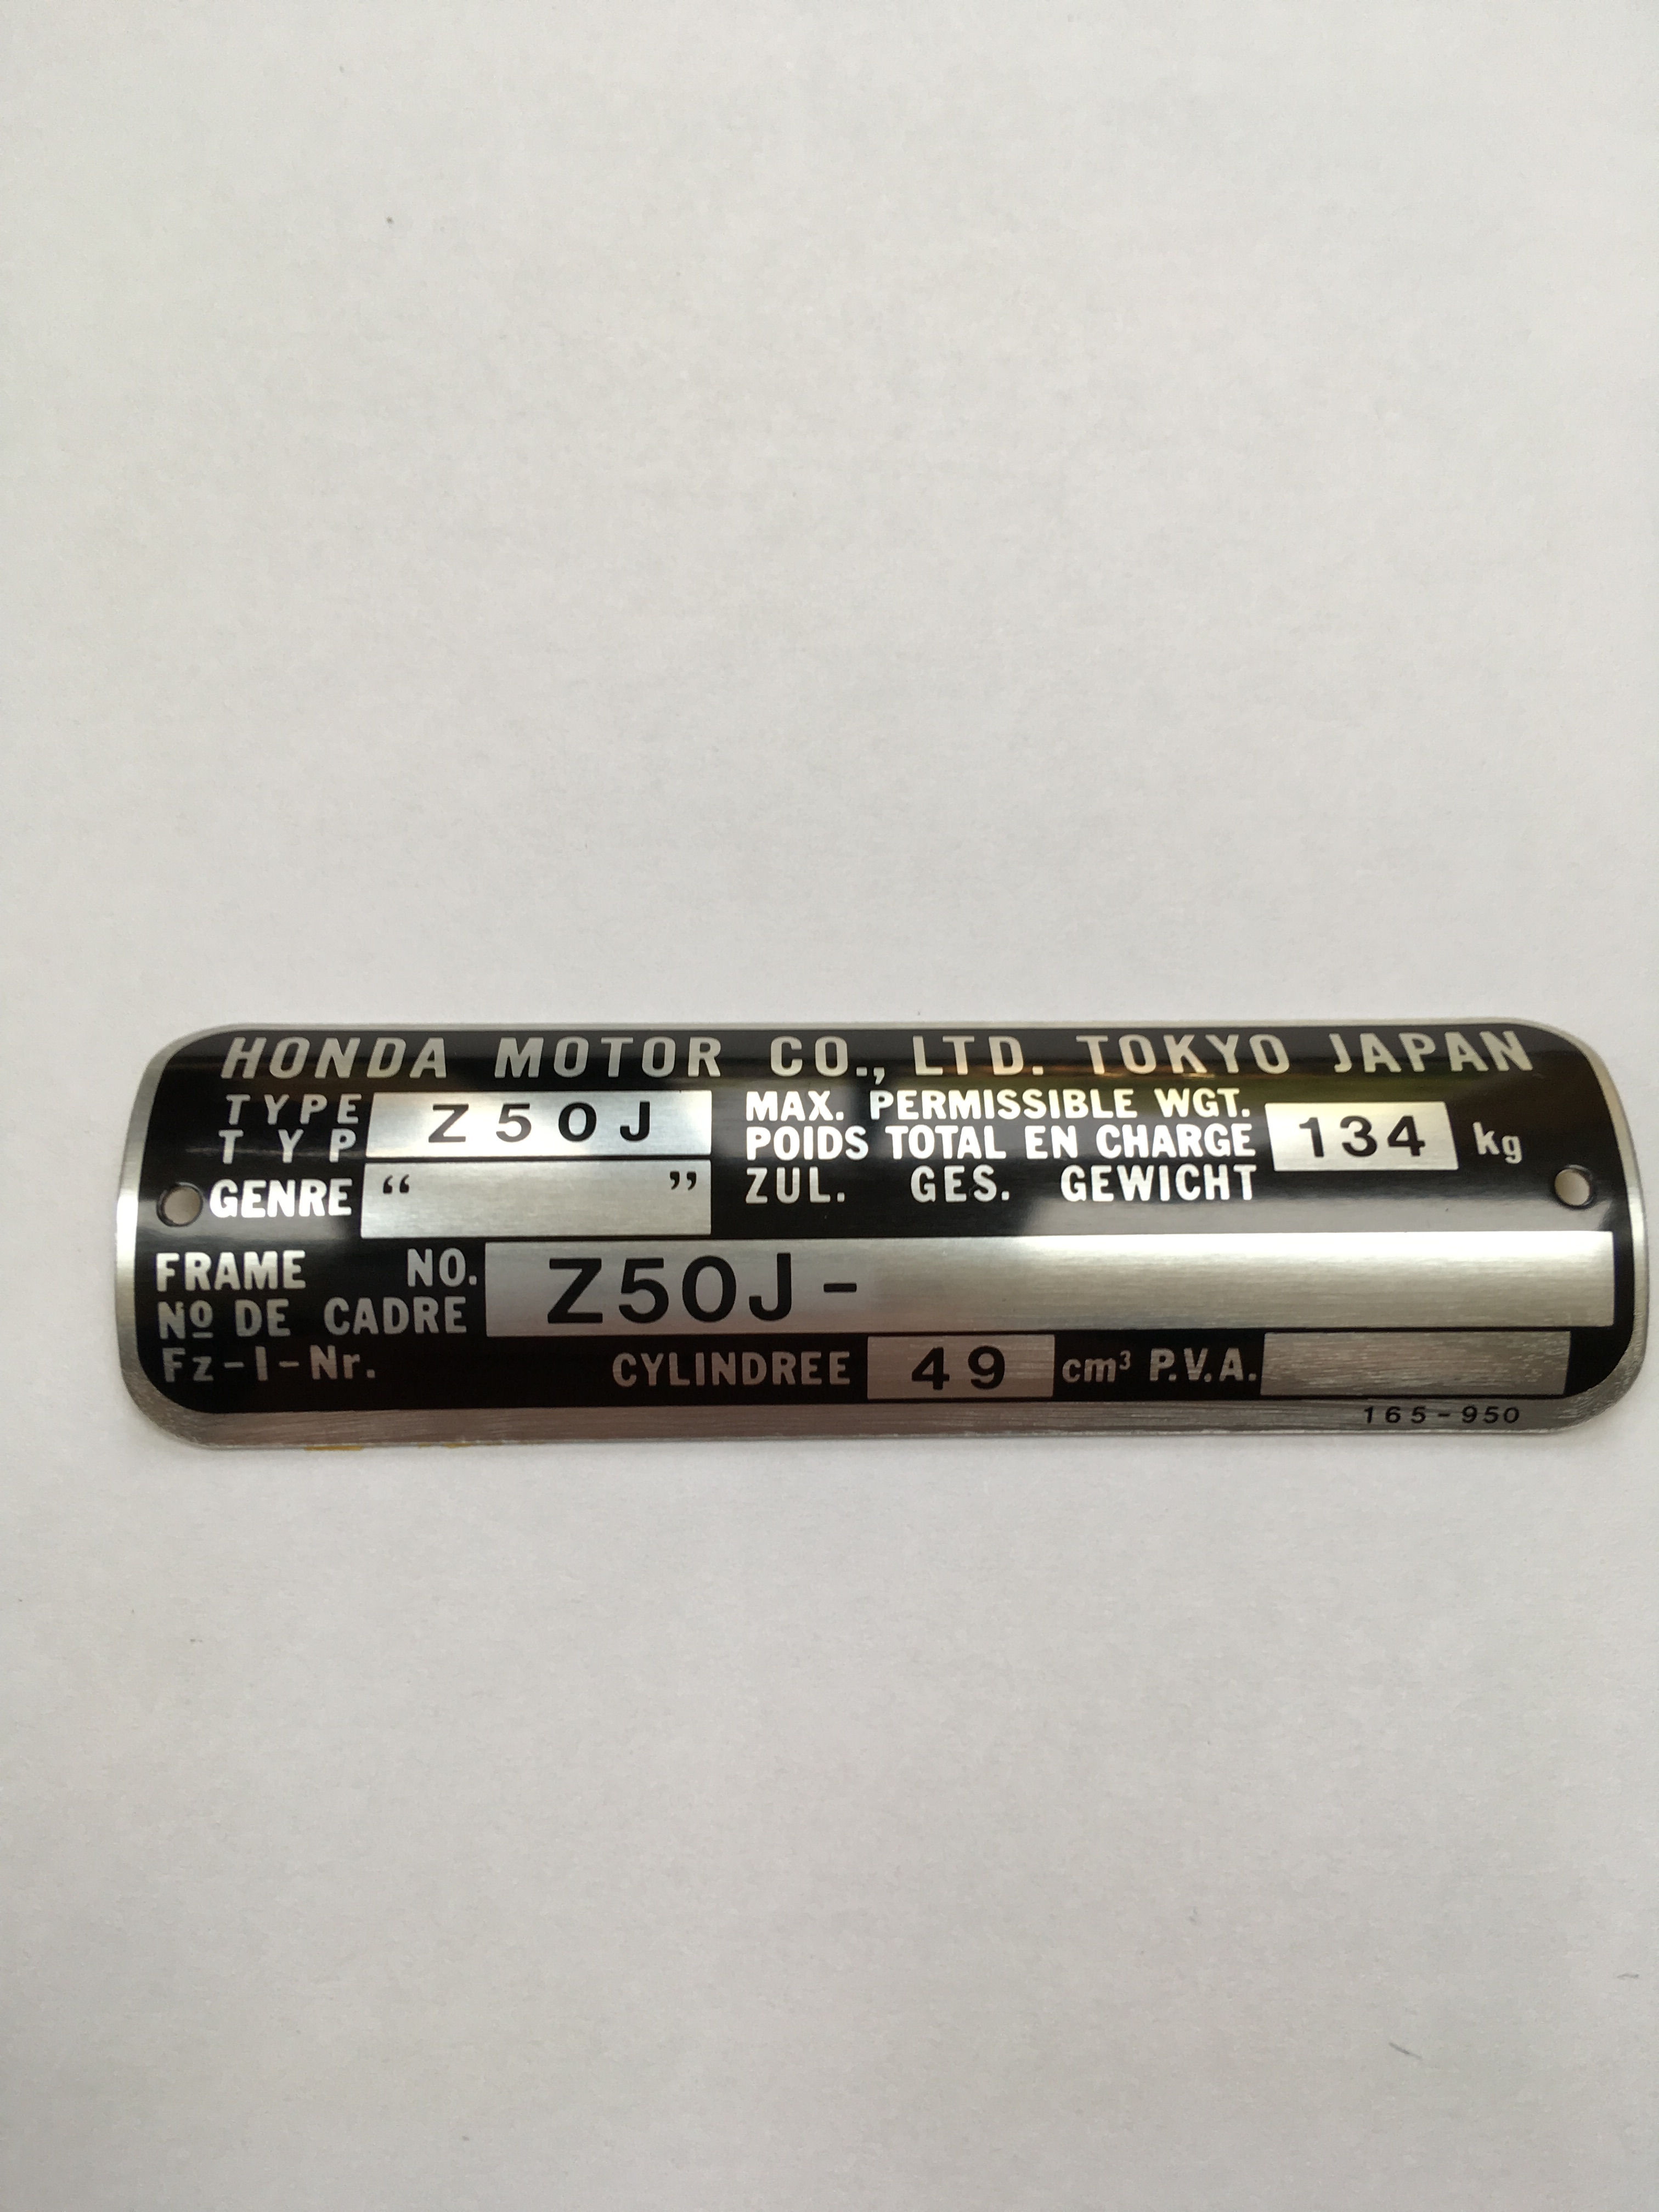 HONDA MOTOR CO., LTD. TOKYO JAPAN
TYPE
TYP
Z50J
MAX. PERMISSIBLE WGT.
POIDS TOTAL EN CHARGE
ZUL. GES. GEWICHT
134 kg
GENRE “ ”
FRAME NO.
Nº DE CADRE
Fz-I-Nr.
Z50J-
CYLINDREE 49 cm³ P.V.A.
165-950